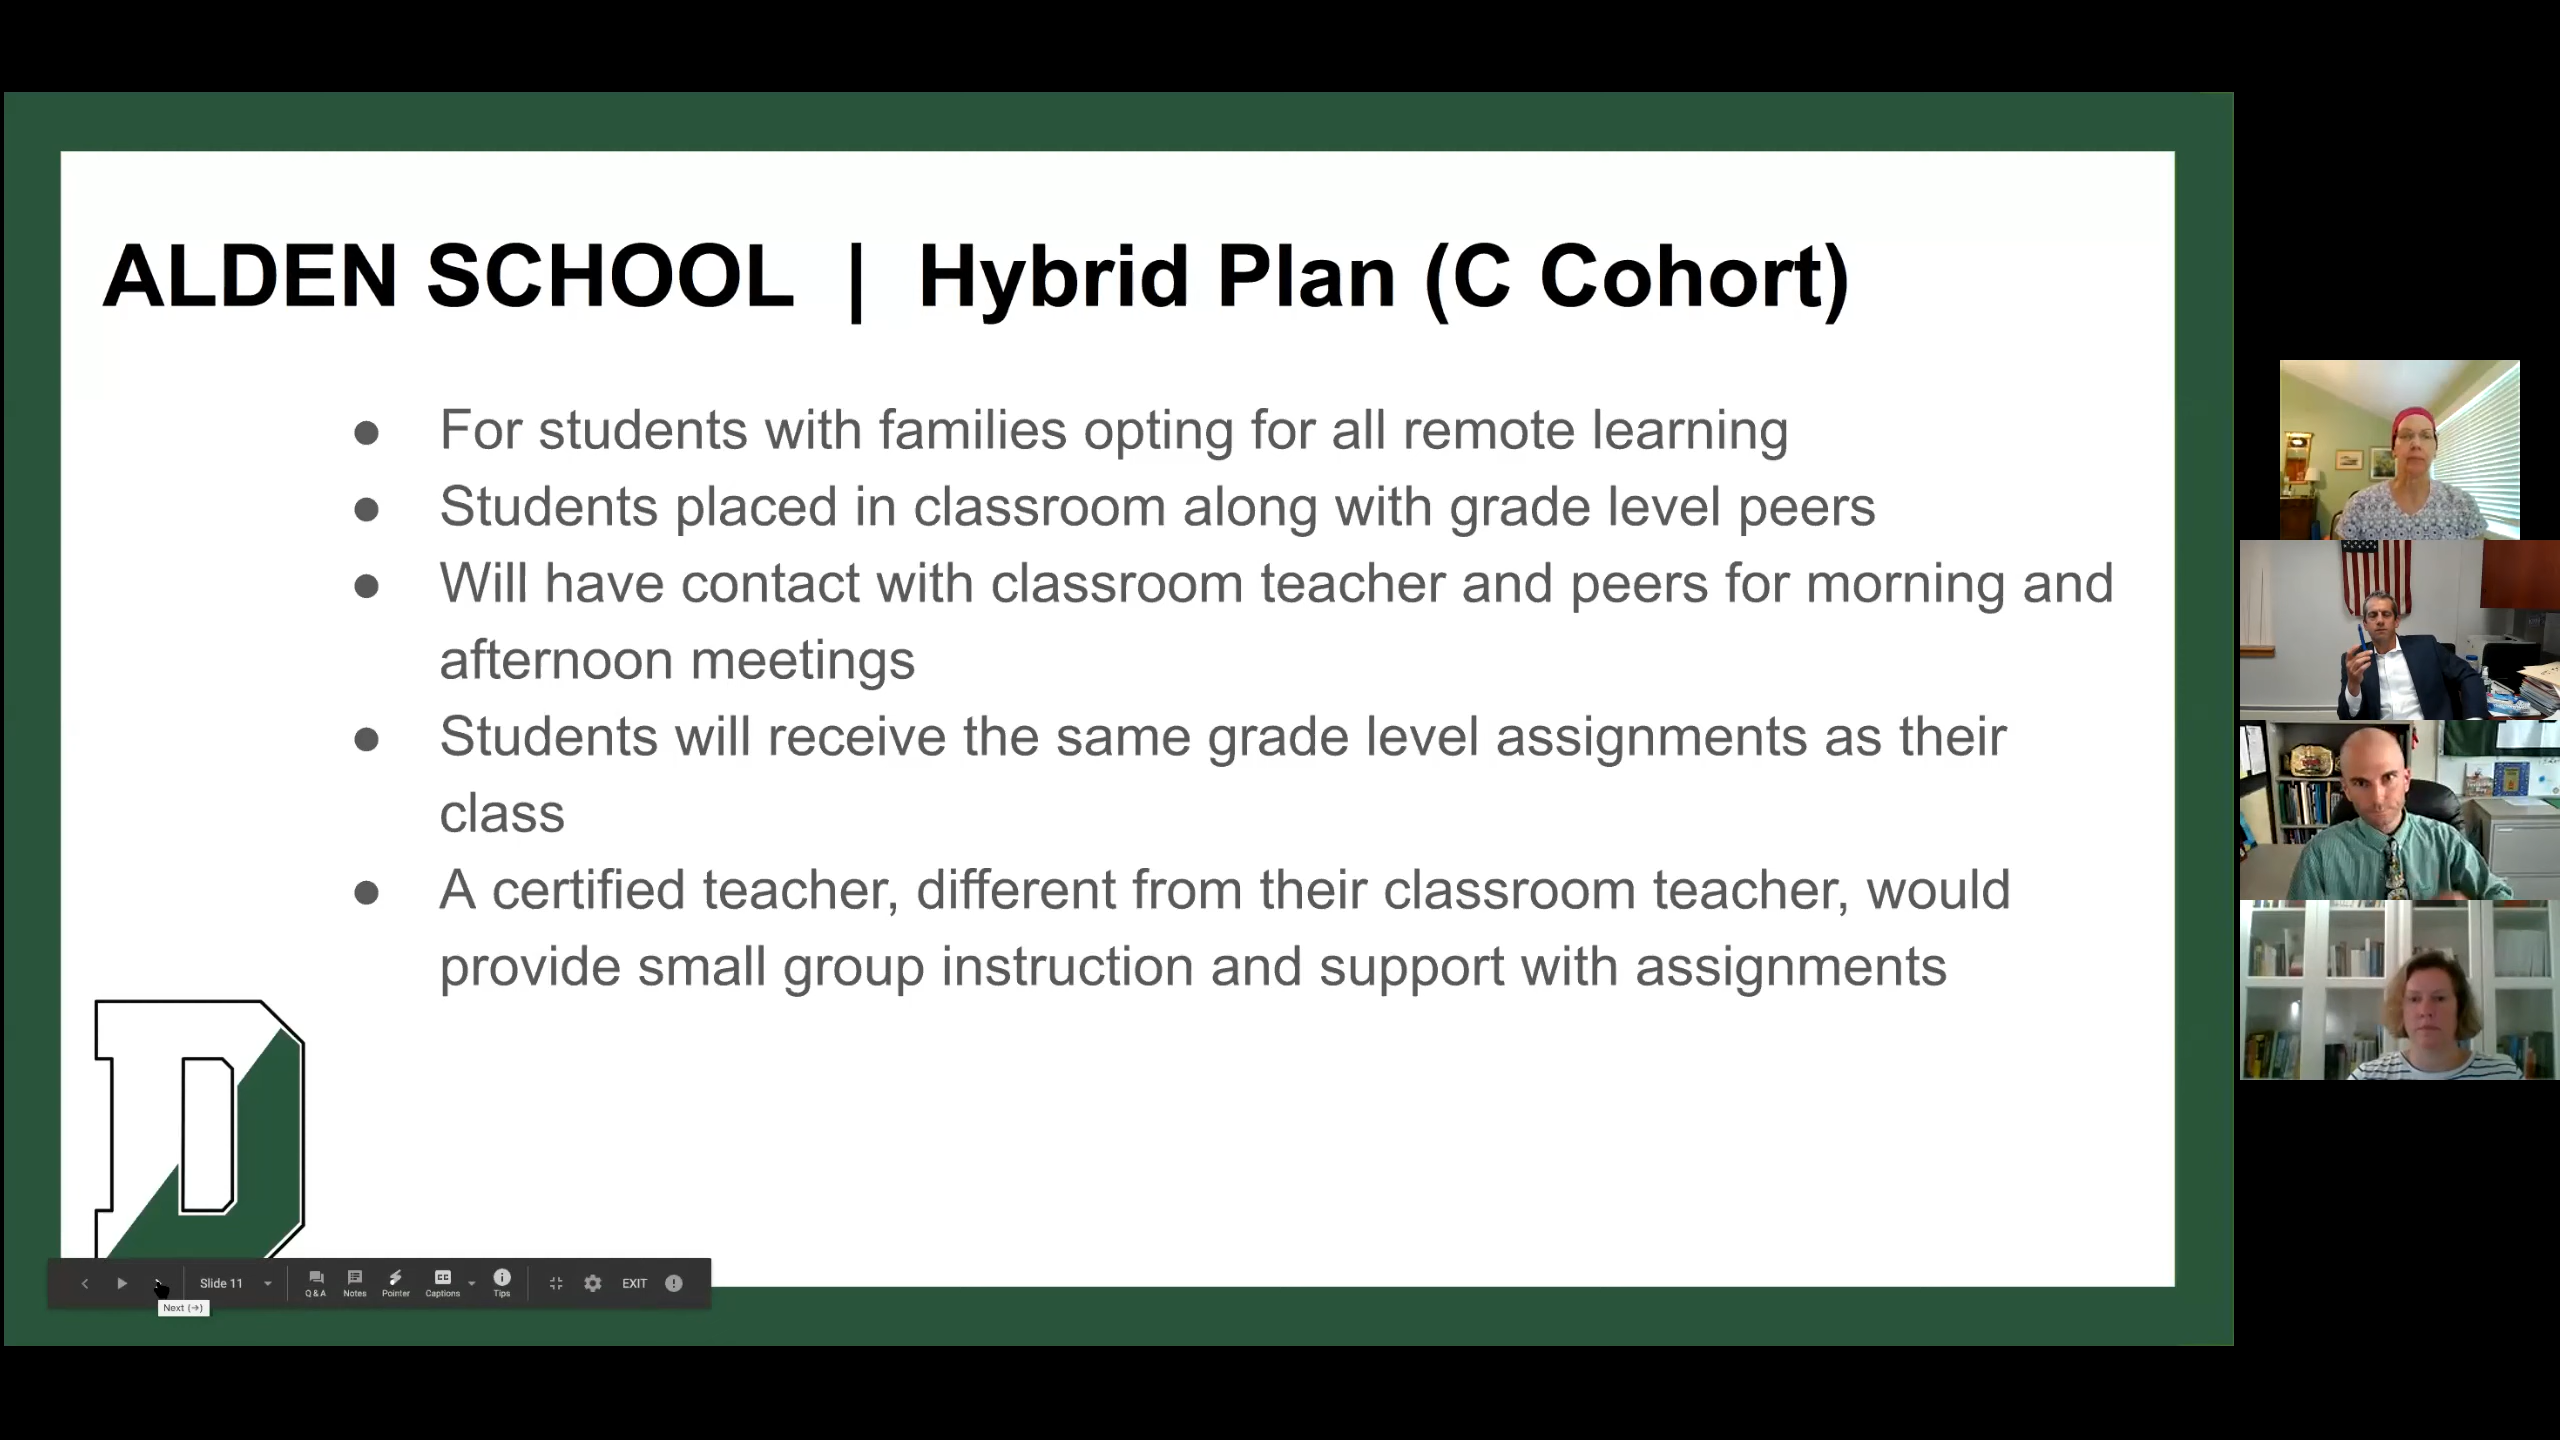 ALDEN SCHOOL | Hybrid Plan (C Cohort)
● For students with families opting for all remote learning
● Students placed in classroom along with grade level peers
● Will have contact with classroom teacher and peers for morning and
afternoon meetings
● Students will receive the same grade level assignments as their
class
● A certified teacher, different from their classroom teacher, would
provide small group instruction and support with assignments
D
Slide 11
Q & A
Notes
Pointer
Captions
Tips
EXIT
Next (→)